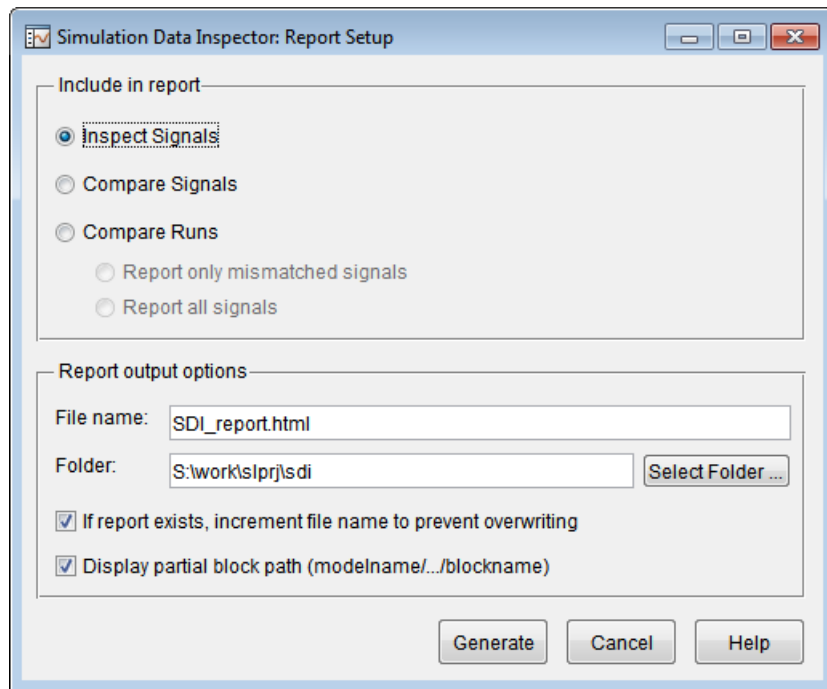 Simulation Data Inspector: Report Setup
Include in report
Inspect Signals
Compare Signals
Compare Runs
Report only mismatched signals
Report all signals
Report output options
File name: SDI_report.html
Folder: S:\work\slprj\sdi Select Folder ...
If report exists, increment file name to prevent overwriting
Display partial block path (modelname/.../blockname)
Generate Cancel Help